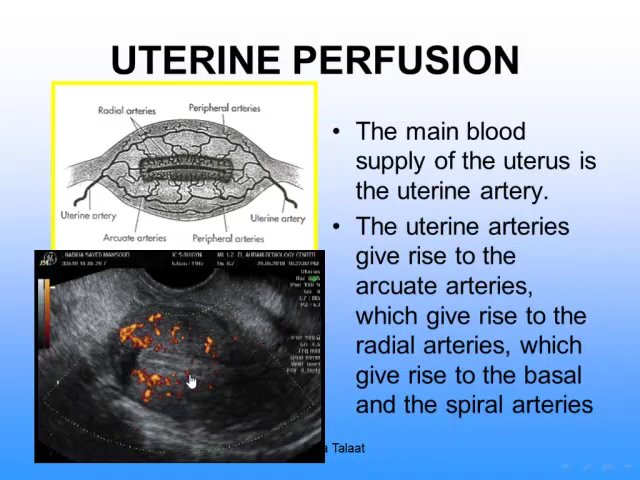 UTERINE PERFUSION
Radial arteries
Peripheral arteries
Uterine artery
Uterine artery
Arcuate arteries
Peripheral arteries
• The main blood
supply of the uterus is
the uterine artery.
• The uterine arteries
give rise to the
arcuate arteries,
which give rise to the
radial arteries, which
give rise to the basal
and the spiral arteries
Uterus
Talaat